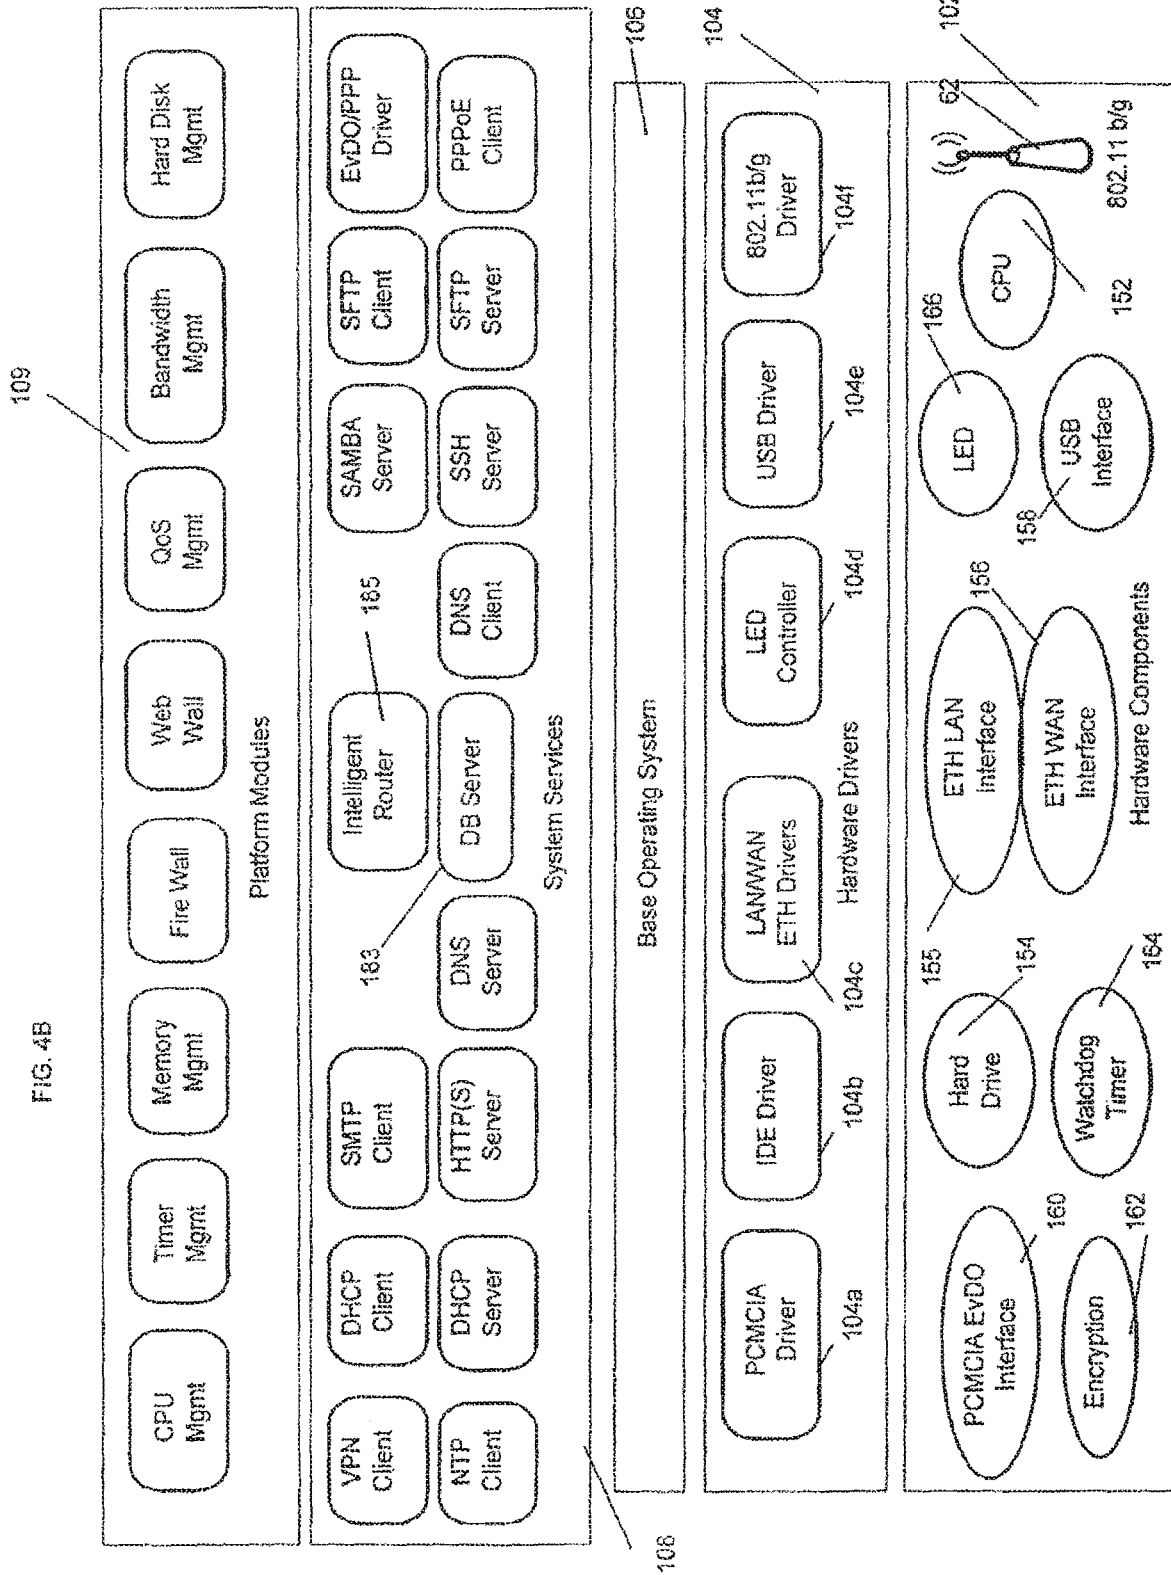 FIG. 4B
109
CPU
Mgmt
Timer
Mgmt
Memory
Mgmt
Fire Wall
Web
Wall
QoS
Mgmt
Bandwidth
Mgmt
Hard Disk
Mgmt
Platform Modules
VPN
Client
DHCP
Client
SMTP
Client
183
Intelligent
Router
185
SAMBA
Server
SFTP
Client
EvDO/PPP
Driver
NTP
Client
DHCP
Server
HTTP(S)
Server
DNS
Server
DB Server
DNS
Client
SSH
Server
SFTP
Server
PPPoE
Client
System Services
108
106
Base Operating System
104
PCMCIA
Driver
104a
IDE Driver
104b
LAN/WAN
ETH Drivers
104c
LED
Controller
104d
USB Driver
104e
802.11b/g
Driver
104f
Hardware Drivers
102
PCMCIA EvDO
Interface
160
Hard
Drive
154
155
ETH LAN
Interface
156
LED
166
CPU
152
62
802.11 b/g
Encryption
162
Watchdog
Timer
164
ETH WAN
Interface
158
USB
Interface
Hardware Components